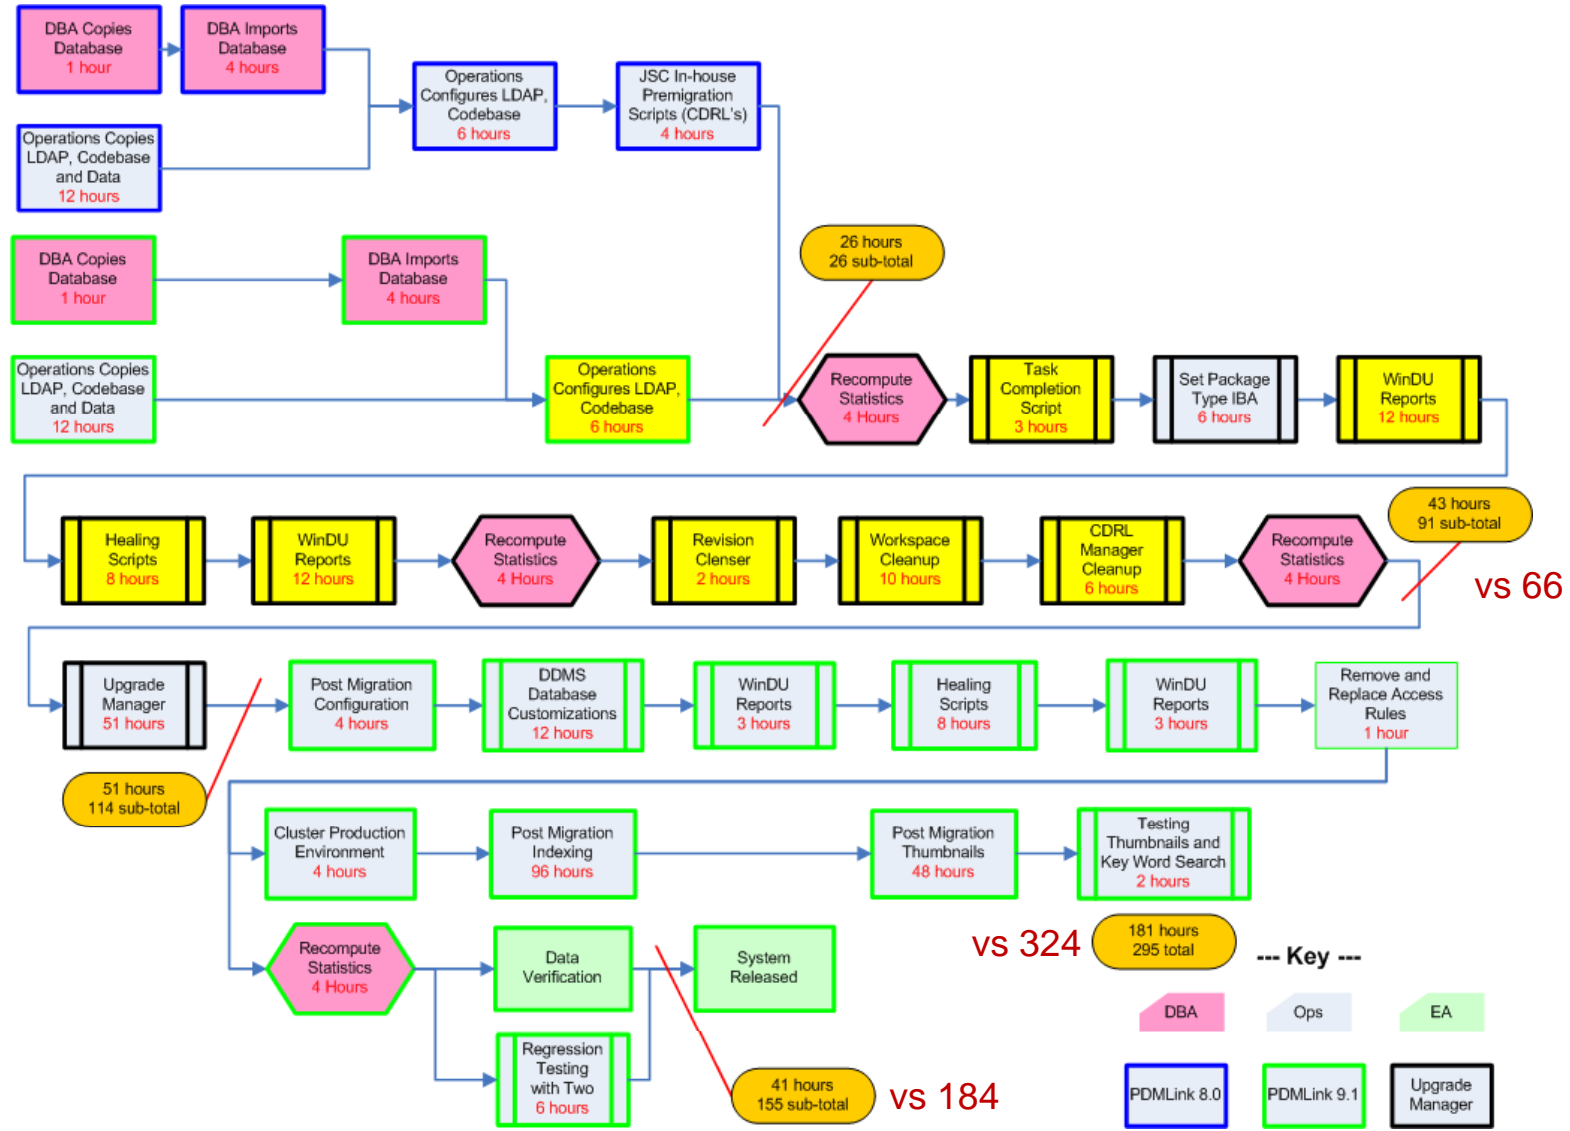 DBA Copies
Database
1 hour
DBA Imports
Database
4 hours
Operations
Configures LDAP,
Codebase
6 hours
JSC In-house
Premigration
Scripts (CDRL's)
4 hours
Operations Copies
LDAP, Codebase
and Data
12 hours
DBA Copies
Database
1 hour
DBA Imports
Database
4 hours
26 hours
26 sub-total
Operations Copies
LDAP, Codebase
and Data
12 hours
Operations
Configures LDAP,
Codebase
6 hours
Recompute
Statistics
4 Hours
Task
Completion
Script
3 hours
Set Package
Type IBA
6 hours
WinDU
Reports
12 hours
Healing
Scripts
8 hours
WinDU
Reports
12 hours
Recompute
Statistics
4 Hours
Revision
Clenser
2 hours
Workspace
Cleanup
10 hours
CDRL
Manager
Cleanup
6 hours
Recompute
Statistics
4 Hours
43 hours
91 sub-total
vs 66
Upgrade
Manager
51 hours
Post Migration
Configuration
4 hours
DDMS
Database
Customizations
12 hours
WinDU
Reports
3 hours
Healing
Scripts
8 hours
WinDU
Reports
3 hours
Remove and
Replace Access
Rules
1 hour
51 hours
114 sub-total
Cluster Production
Environment
4 hours
Post Migration
Indexing
96 hours
Post Migration
Thumbnails
48 hours
Testing
Thumbnails and
Key Word Search
2 hours
vs 324
181 hours
295 total
Recompute
Statistics
4 Hours
Data
Verification
System
Released
Regression
Testing
with Two
6 hours
41 hours
155 sub-total
vs 184
--- Key ---
DBA
Ops
EA
PDMLink 8.0
PDMLink 9.1
Upgrade
Manager